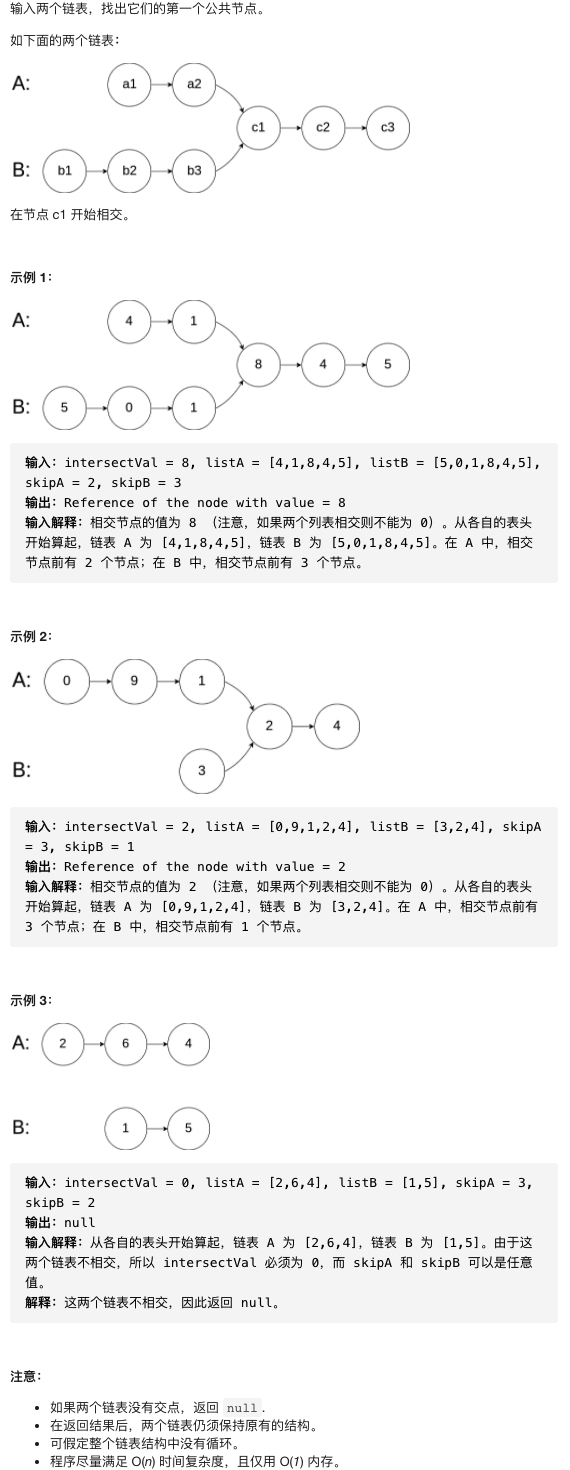 输入两个链表，找出它们的第一个公共节点。
如下面的两个链表：
A:
a1
a2
c1
c2
c3
B:
b1
b2
b3
在节点 c1 开始相交。
示例 1：
A:
4
1
8
4
5
B:
5
0
1
输入：intersectVal = 8, listA = [4,1,8,4,5], listB = [5,0,1,8,4,5],
skipA = 2, skipB = 3
输出：Reference of the node with value = 8
输入解释：相交节点的值为 8 （注意，如果两个列表相交则不能为 0）。从各自的表头
开始算起，链表 A 为 [4,1,8,4,5]，链表 B 为 [5,0,1,8,4,5]。在 A 中，相交
节点前有 2 个节点；在 B 中，相交节点前有 3 个节点。
示例 2：
A:
0
9
1
2
4
B:
3
输入：intersectVal = 2, listA = [0,9,1,2,4], listB = [3,2,4], skipA
= 3, skipB = 1
输出：Reference of the node with value = 2
输入解释：相交节点的值为 2 （注意，如果两个列表相交则不能为 0）。从各自的表头
开始算起，链表 A 为 [0,9,1,2,4]，链表 B 为 [3,2,4]。在 A 中，相交节点前有
3 个节点；在 B 中，相交节点前有 1 个节点。
示例 3：
A:
2
6
4
B:
1
5
输入：intersectVal = 0, listA = [2,6,4], listB = [1,5], skipA = 3,
skipB = 2
输出：null
输入解释：从各自的表头开始算起，链表 A 为 [2,6,4]，链表 B 为 [1,5]。由于这
两个链表不相交，所以 intersectVal 必须为 0，而 skipA 和 skipB 可以是任意
值。
解释：这两个链表不相交，因此返回 null。
注意：
• 如果两个链表没有交点，返回 null.
• 在返回结果后，两个链表仍须保持原有的结构。
• 可假定整个链表结构中没有循环。
• 程序尽量满足 O(n) 时间复杂度，且仅用 O(1) 内存。